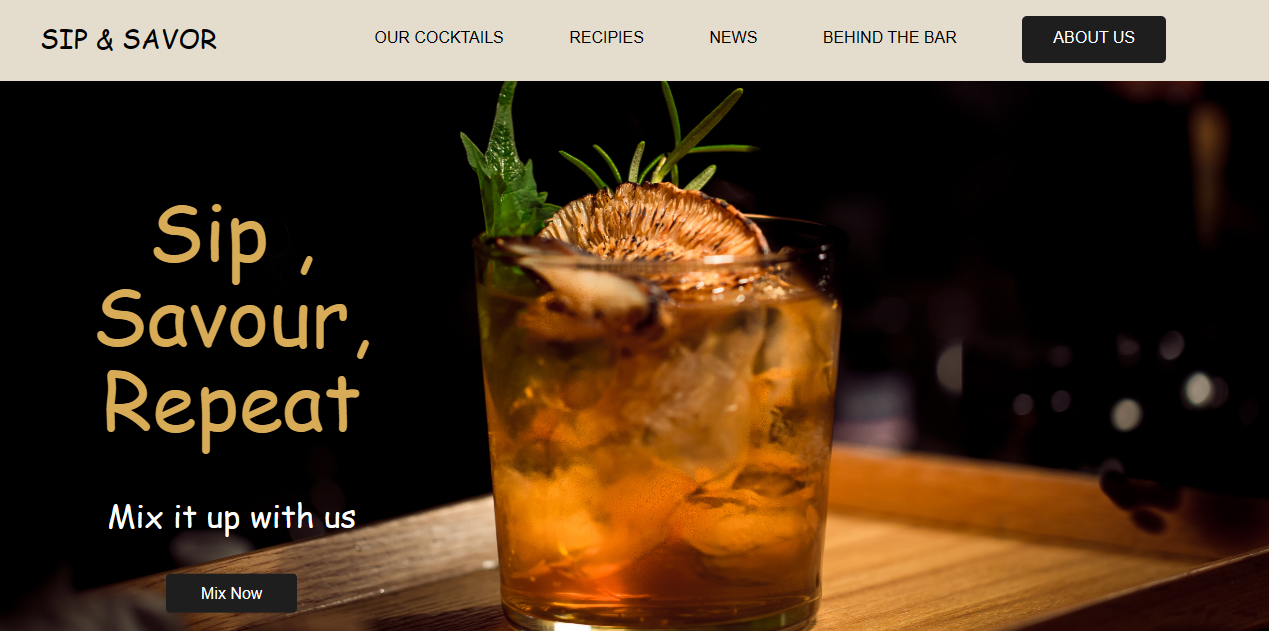 SIP & SAVOR
OUR COCKTAILS
RECIPIES
NEWS
BEHIND THE BAR
ABOUT US
Sip ,
Savour,
Repeat
Mix it up with us
Mix Now